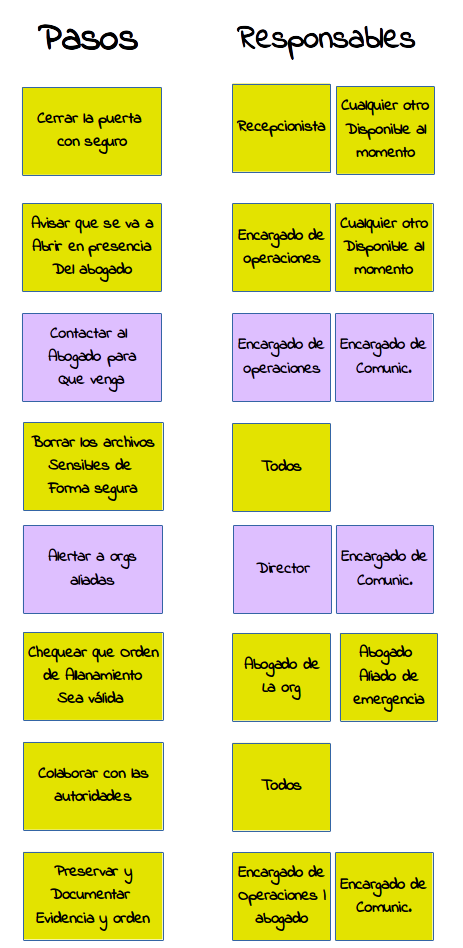 Pasos
Responsables
Cerrar la puerta
con seguro
Recepcionista
Cualquier otro
Disponible al
momento
Avisar que se va a
Abrir en presencia
Del abogado
Encargado de
operaciones
Cualquier otro
Disponible al
momento
Contactar al
Abogado para
Que venga
Encargado de
operaciones
Encargado de
Comunic.
Borrar los archivos
Sensibles de
Forma segura
Todos
Alertar a orgs
aliadas
Director
Encargado de
Comunic.
Chequear que Orden
de Allanamiento
Sea válida
Abogado de
La org
Abogado
Aliado de
emergencia
Colaborar con las
autoridades
Todos
Preservar y
Documentar
Evidencia y orden
Encargado de
Operaciones |
abogado
Encargado de
Comunic.